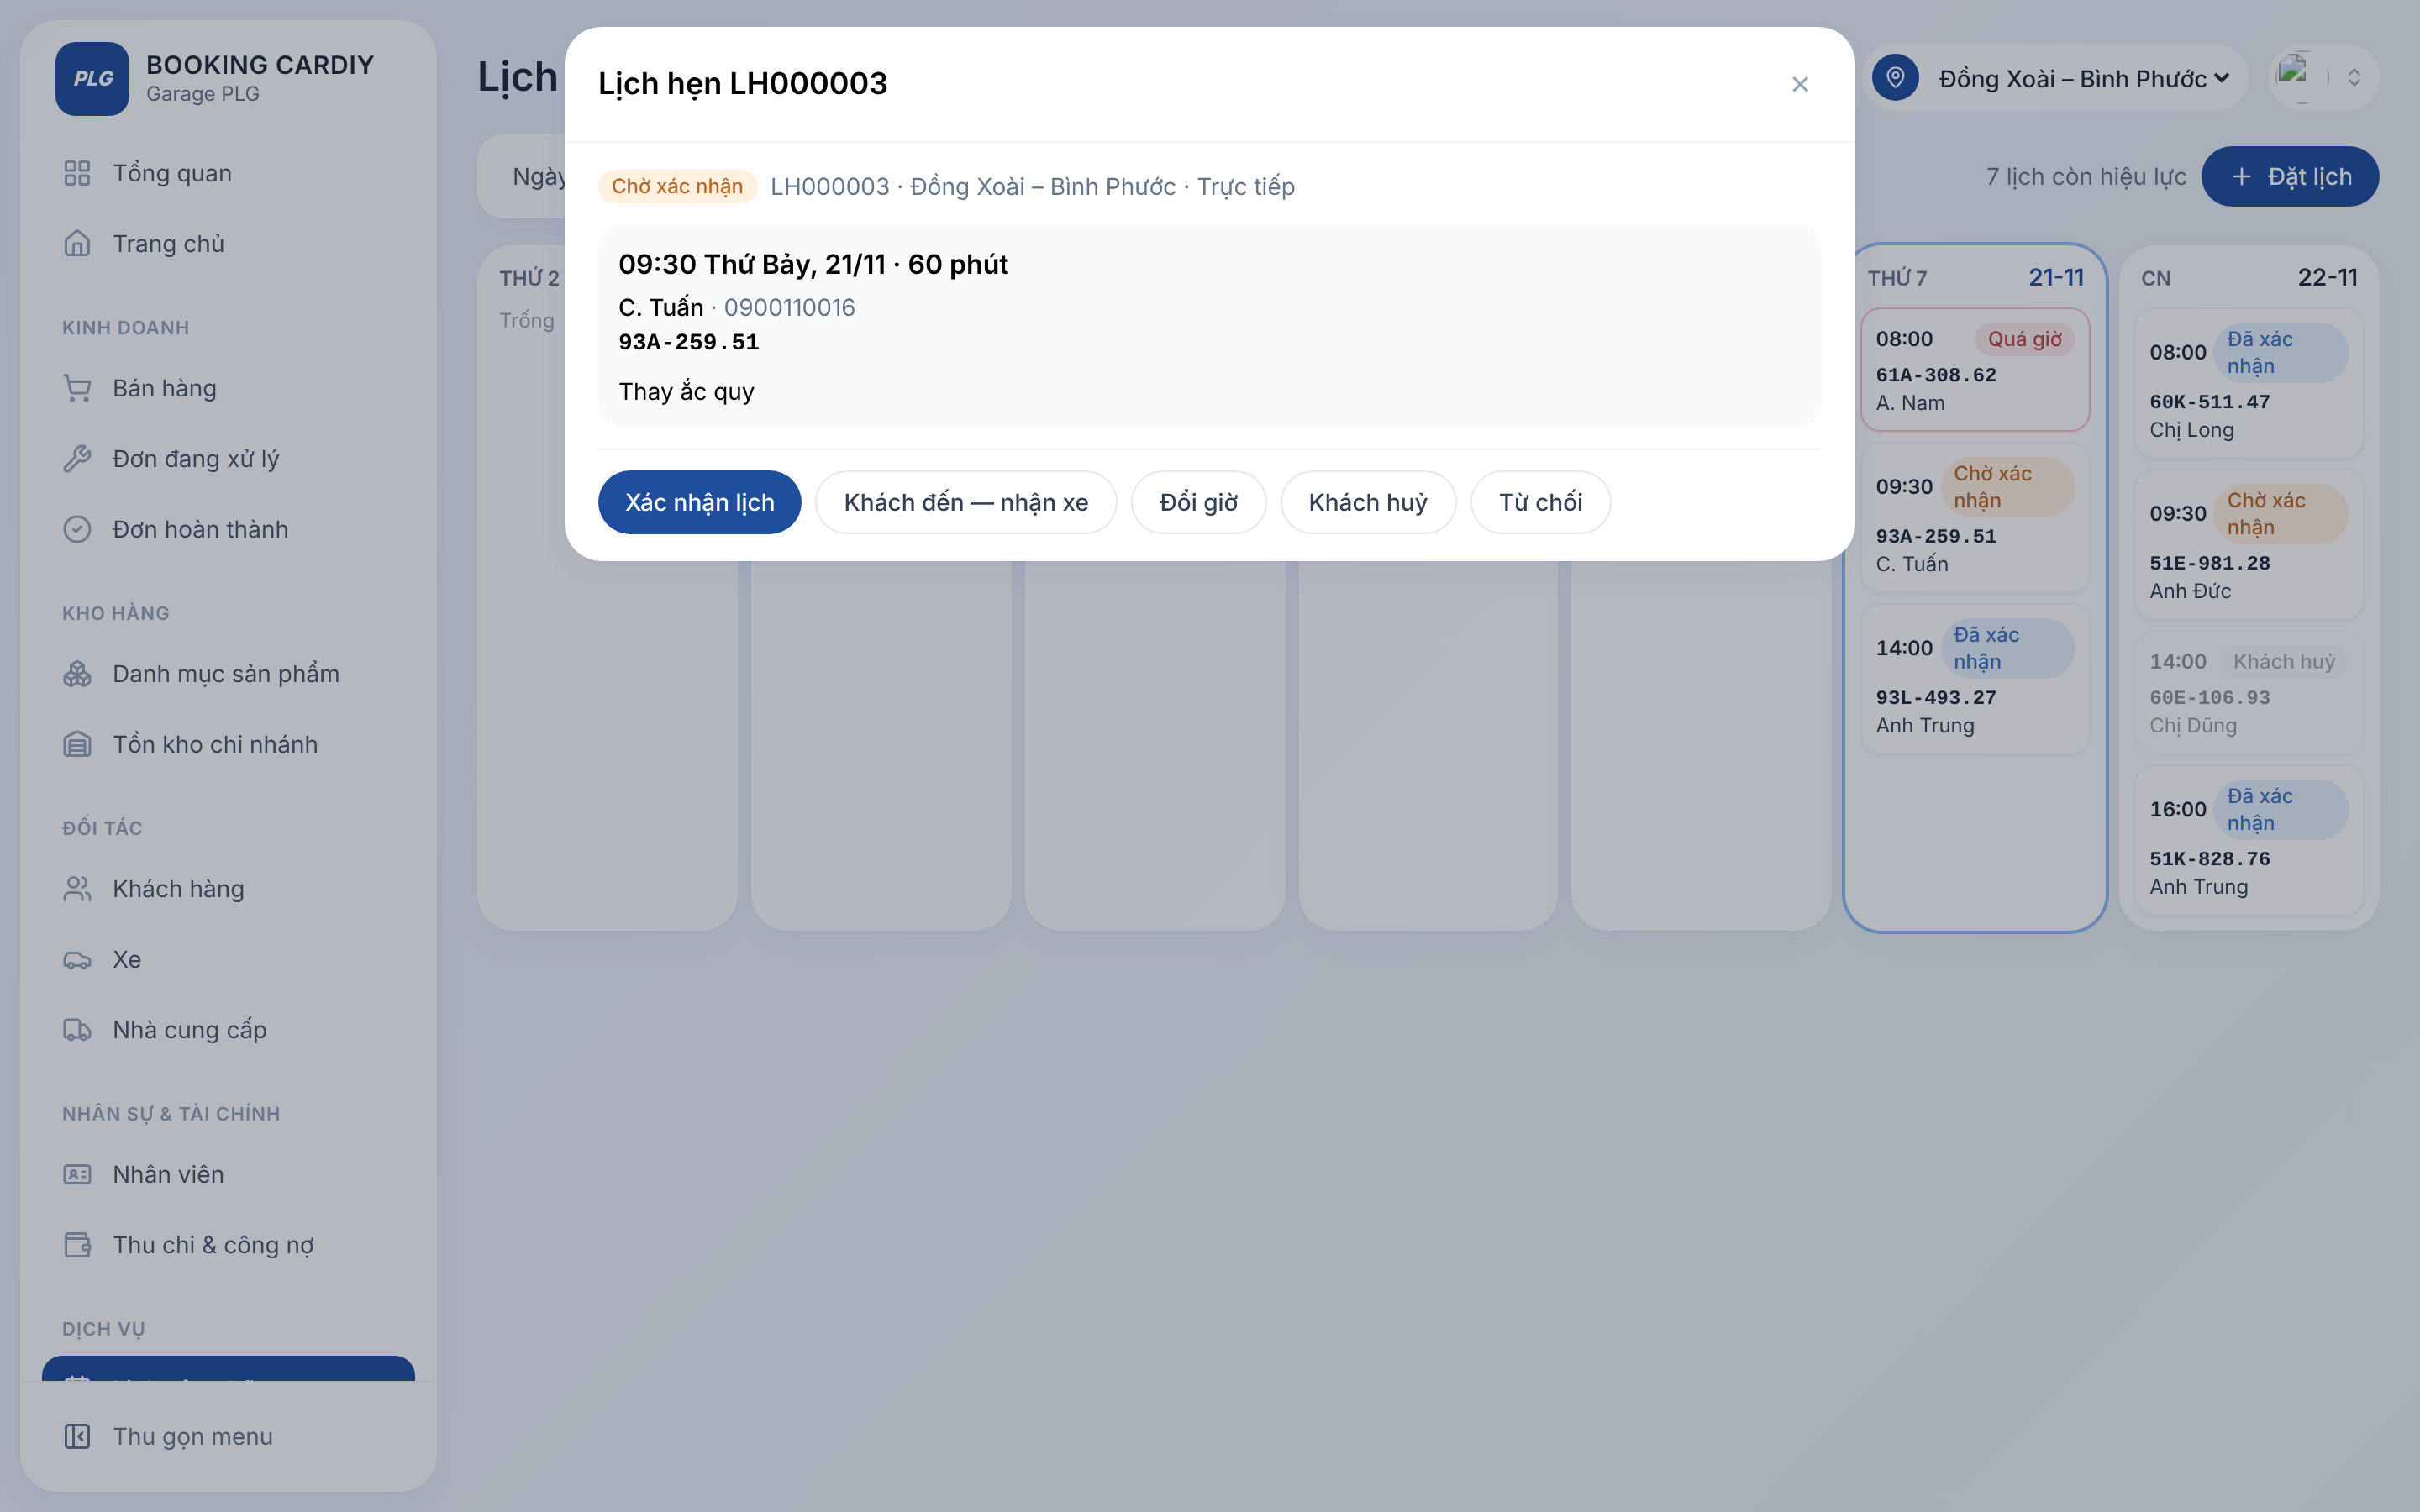 PLG
BOOKING CARDIY
Garage PLG
Tổng quan
Trang chủ
KINH DOANH
Bán hàng
Đơn đang xử lý
Đơn hoàn thành
KHO HÀNG
Danh mục sản phẩm
Tồn kho chi nhánh
ĐỐI TÁC
Khách hàng
Xe
Nhà cung cấp
NHÂN SỰ & TÀI CHÍNH
Nhân viên
Thu chi & công nợ
DỊCH VỤ
Thu gọn menu
Lịch
Đồng Xoài – Bình Phước
Ngày
7 lịch còn hiệu lực
+ Đặt lịch
Lịch hẹn LH000003
×
Chờ xác nhận LH000003 · Đồng Xoài – Bình Phước · Trực tiếp
09:30 Thứ Bảy, 21/11 · 60 phút
C. Tuấn · 0900110016
93A-259.51
Thay ắc quy
Xác nhận lịch
Khách đến — nhận xe
Đổi giờ
Khách huỷ
Từ chối
THỨ 2
Trống
THỨ 7 21-11
08:00 Quá giờ
61A-308.62
A. Nam
09:30 Chờ xác
nhận
93A-259.51
C. Tuấn
14:00 Đã xác
nhận
93L-493.27
Anh Trung
CN 22-11
08:00 Đã xác
nhận
60K-511.47
Chị Long
09:30 Chờ xác
nhận
51E-981.28
Anh Đức
14:00 Khách huỷ
60E-106.93
Chị Dũng
16:00 Đã xác
nhận
51K-828.76
Anh Trung